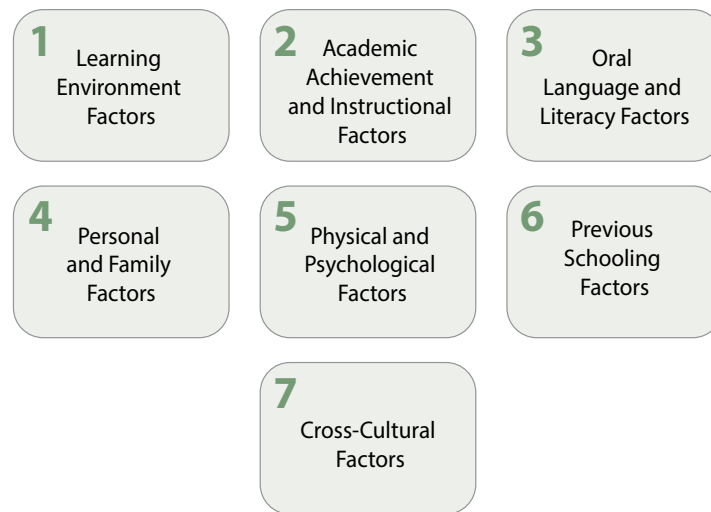 1
Learning
Environment
Factors
2
Academic
Achievement
and Instructional
Factors
3
Oral
Language and
Literacy Factors
4
Personal
and Family
Factors
5
Physical and
Psychological
Factors
6
Previous
Schooling
Factors
7
Cross-Cultural
Factors